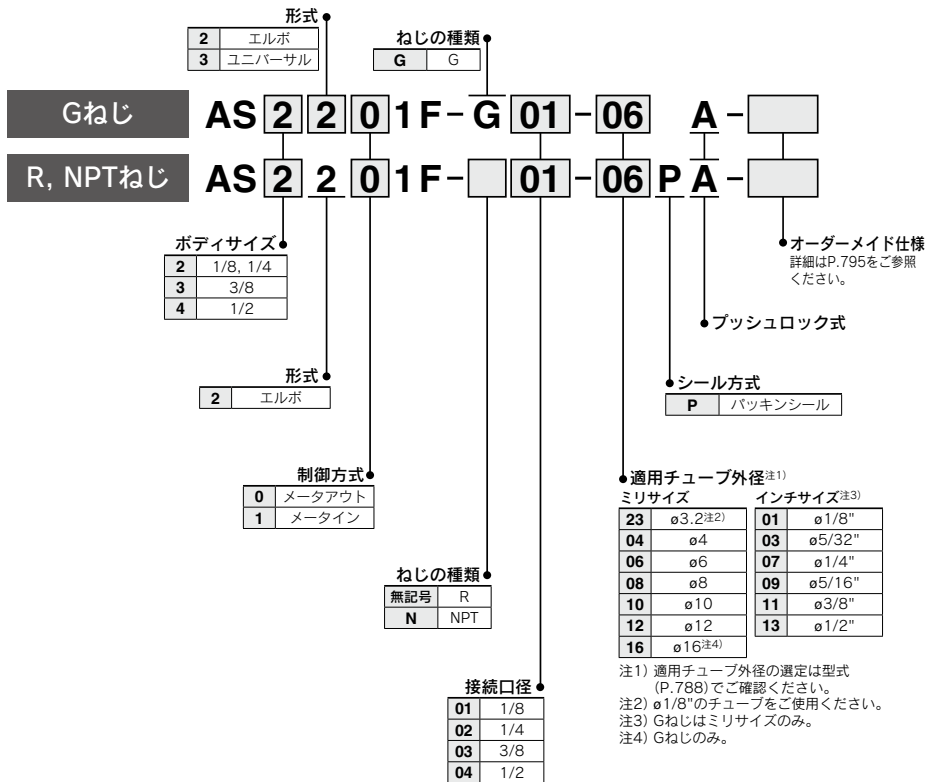 形式
2 エルボ
3 ユニバーサル
ねじの種類
G G
Gねじ AS 2 2 0 1F-G 01-06 A-
R, NPTねじ AS 2 2 0 1F- 01-06 P A-
ボディサイズ
2 1/8, 1/4
3 3/8
4 1/2
オーダーメイド仕様
詳細はP.795をご参照
ください。
プッシュロック式
形式
2 エルボ
シール方式
P パッキンシール
制御方式
0 メータアウト
1 メータイン
適用チューブ外径注1)
ミリサイズ
23 ø3.2注2)
04 ø4
06 ø6
08 ø8
10 ø10
12 ø12
16 ø16注4)
インチサイズ注3)
01 ø1/8"
03 ø5/32"
07 ø1/4"
09 ø5/16"
11 ø3/8"
13 ø1/2"
ねじの種類
無記号 R
N NPT
注1) 適用チューブ外径の選定は型式
(P.788)でご確認ください。
注2) ø1/8"のチューブをご使用ください。
注3) Gねじはミリサイズのみ。
注4) Gねじのみ。
接続口径
01 1/8
02 1/4
03 3/8
04 1/2